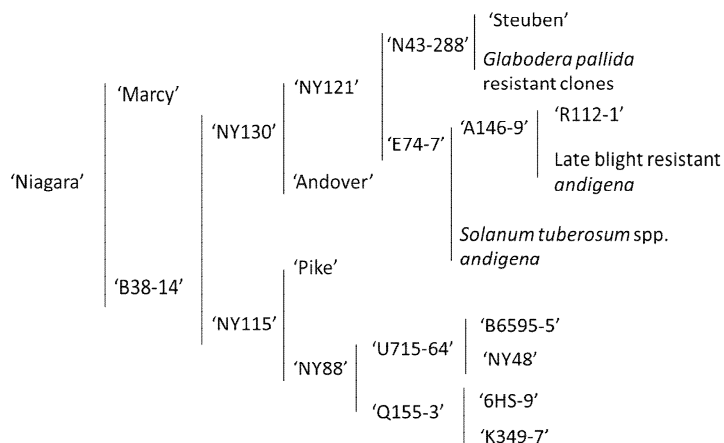 ‘Steuben’
‘N43-288’
Glabodera pallida
resistant clones
‘Marcy’
‘NY121’
‘R112-1’
‘NY130’
‘E74-7’
‘A146-9’
Late blight resistant
andigena
‘Niagara’
‘Andover’
Solanum tuberosum spp.
andigena
‘Pike’
‘B38-14’
‘NY115’
‘B6595-5’
‘U715-64’
‘NY48’
‘NY88’
‘6HS-9’
‘Q155-3’
‘K349-7’